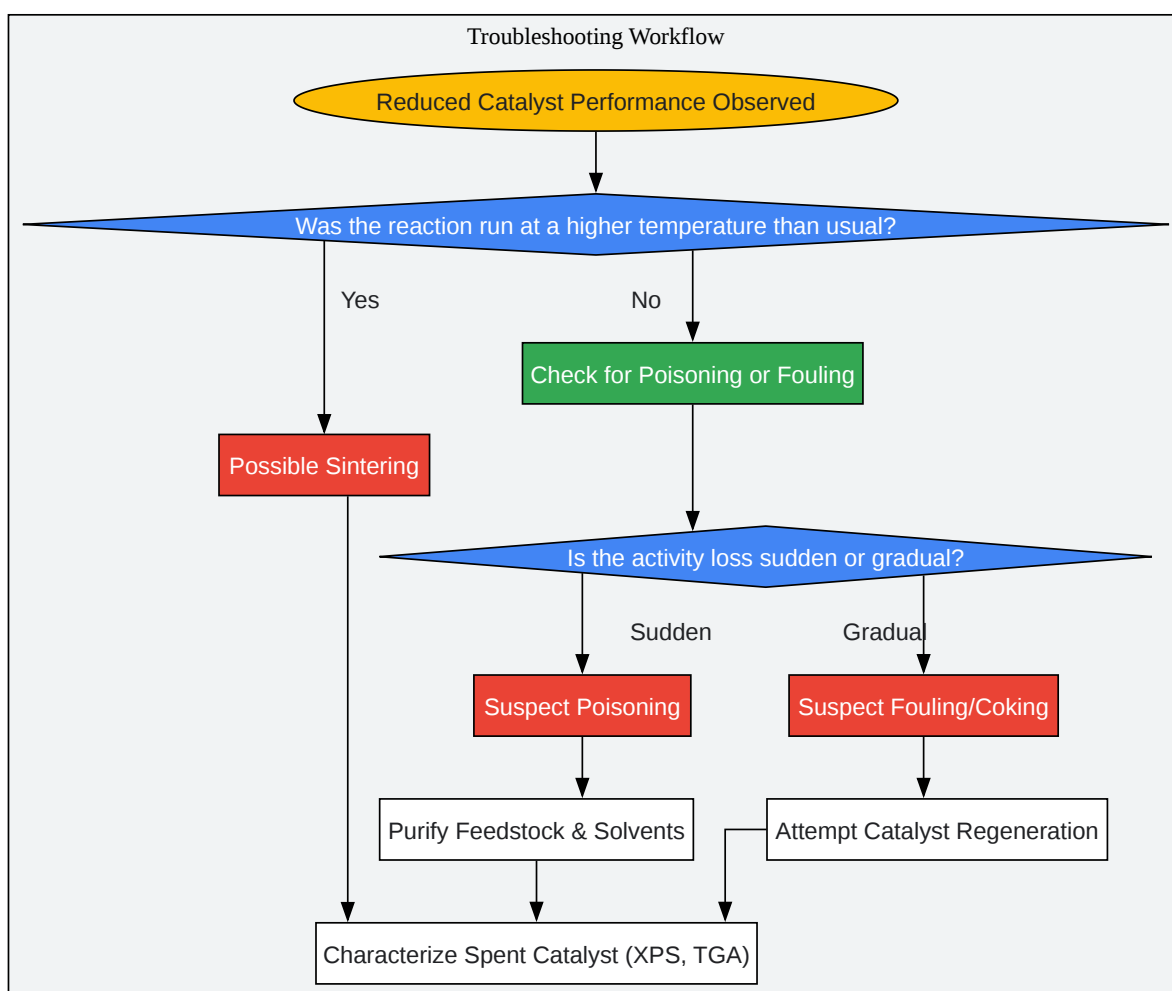 Troubleshooting Workflow
Reduced Catalyst Performance Observed
Was the reaction run at a higher temperature than usual?
Yes
No
Check for Poisoning or Fouling
Possible Sintering
Is the activity loss sudden or gradual?
Sudden
Gradual
Suspect Poisoning
Suspect Fouling/Coking
Purify Feedstock & Solvents
Attempt Catalyst Regeneration
Characterize Spent Catalyst (XPS, TGA)